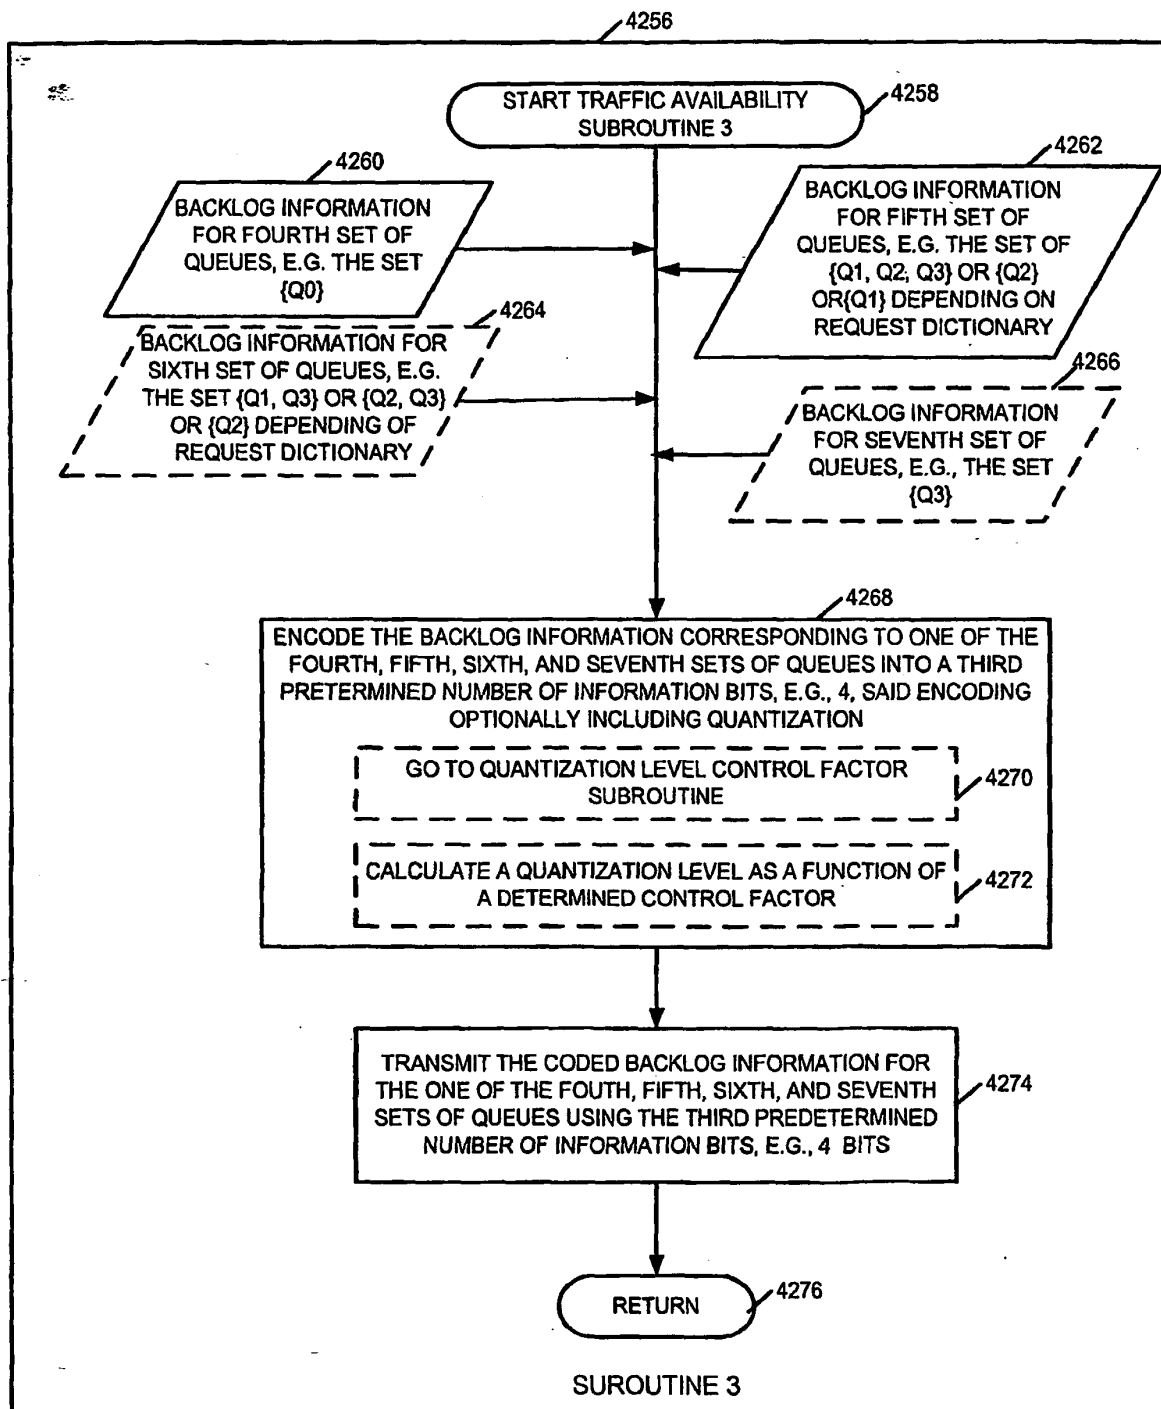 4256
START TRAFFIC AVAILABILITY
SUBROUTINE 3
4258
4260
BACKLOG INFORMATION
FOR FOURTH SET OF
QUEUES, E.G. THE SET
{Q0}
4262
BACKLOG INFORMATION
FOR FIFTH SET OF
QUEUES, E.G. THE SET OF
{Q1, Q2, Q3} OR {Q2}
OR{Q1} DEPENDING ON
REQUEST DICTIONARY
4264
BACKLOG INFORMATION FOR
SIXTH SET OF QUEUES, E.G.
THE SET {Q1, Q3} OR {Q2, Q3}
OR {Q2} DEPENDING OF
REQUEST DICTIONARY
4266
BACKLOG INFORMATION
FOR SEVENTH SET OF
QUEUES, E.G., THE SET
{Q3}
4268
ENCODE THE BACKLOG INFORMATION CORRESPONDING TO ONE OF THE
FOURTH, FIFTH, SIXTH, AND SEVENTH SETS OF QUEUES INTO A THIRD
PRETERMINED NUMBER OF INFORMATION BITS, E.G., 4, SAID ENCODING
OPTIONALLY INCLUDING QUANTIZATION
GO TO QUANTIZATION LEVEL CONTROL FACTOR
SUBROUTINE
4270
CALCULATE A QUANTIZATION LEVEL AS A FUNCTION OF
A DETERMINED CONTROL FACTOR
4272
TRANSMIT THE CODED BACKLOG INFORMATION FOR
THE ONE OF THE FOUTH, FIFTH, SIXTH, AND SEVENTH
SETS OF QUEUES USING THE THIRD PREDETERMINED
NUMBER OF INFORMATION BITS, E.G., 4 BITS
4274
RETURN
4276
SUROUTINE 3